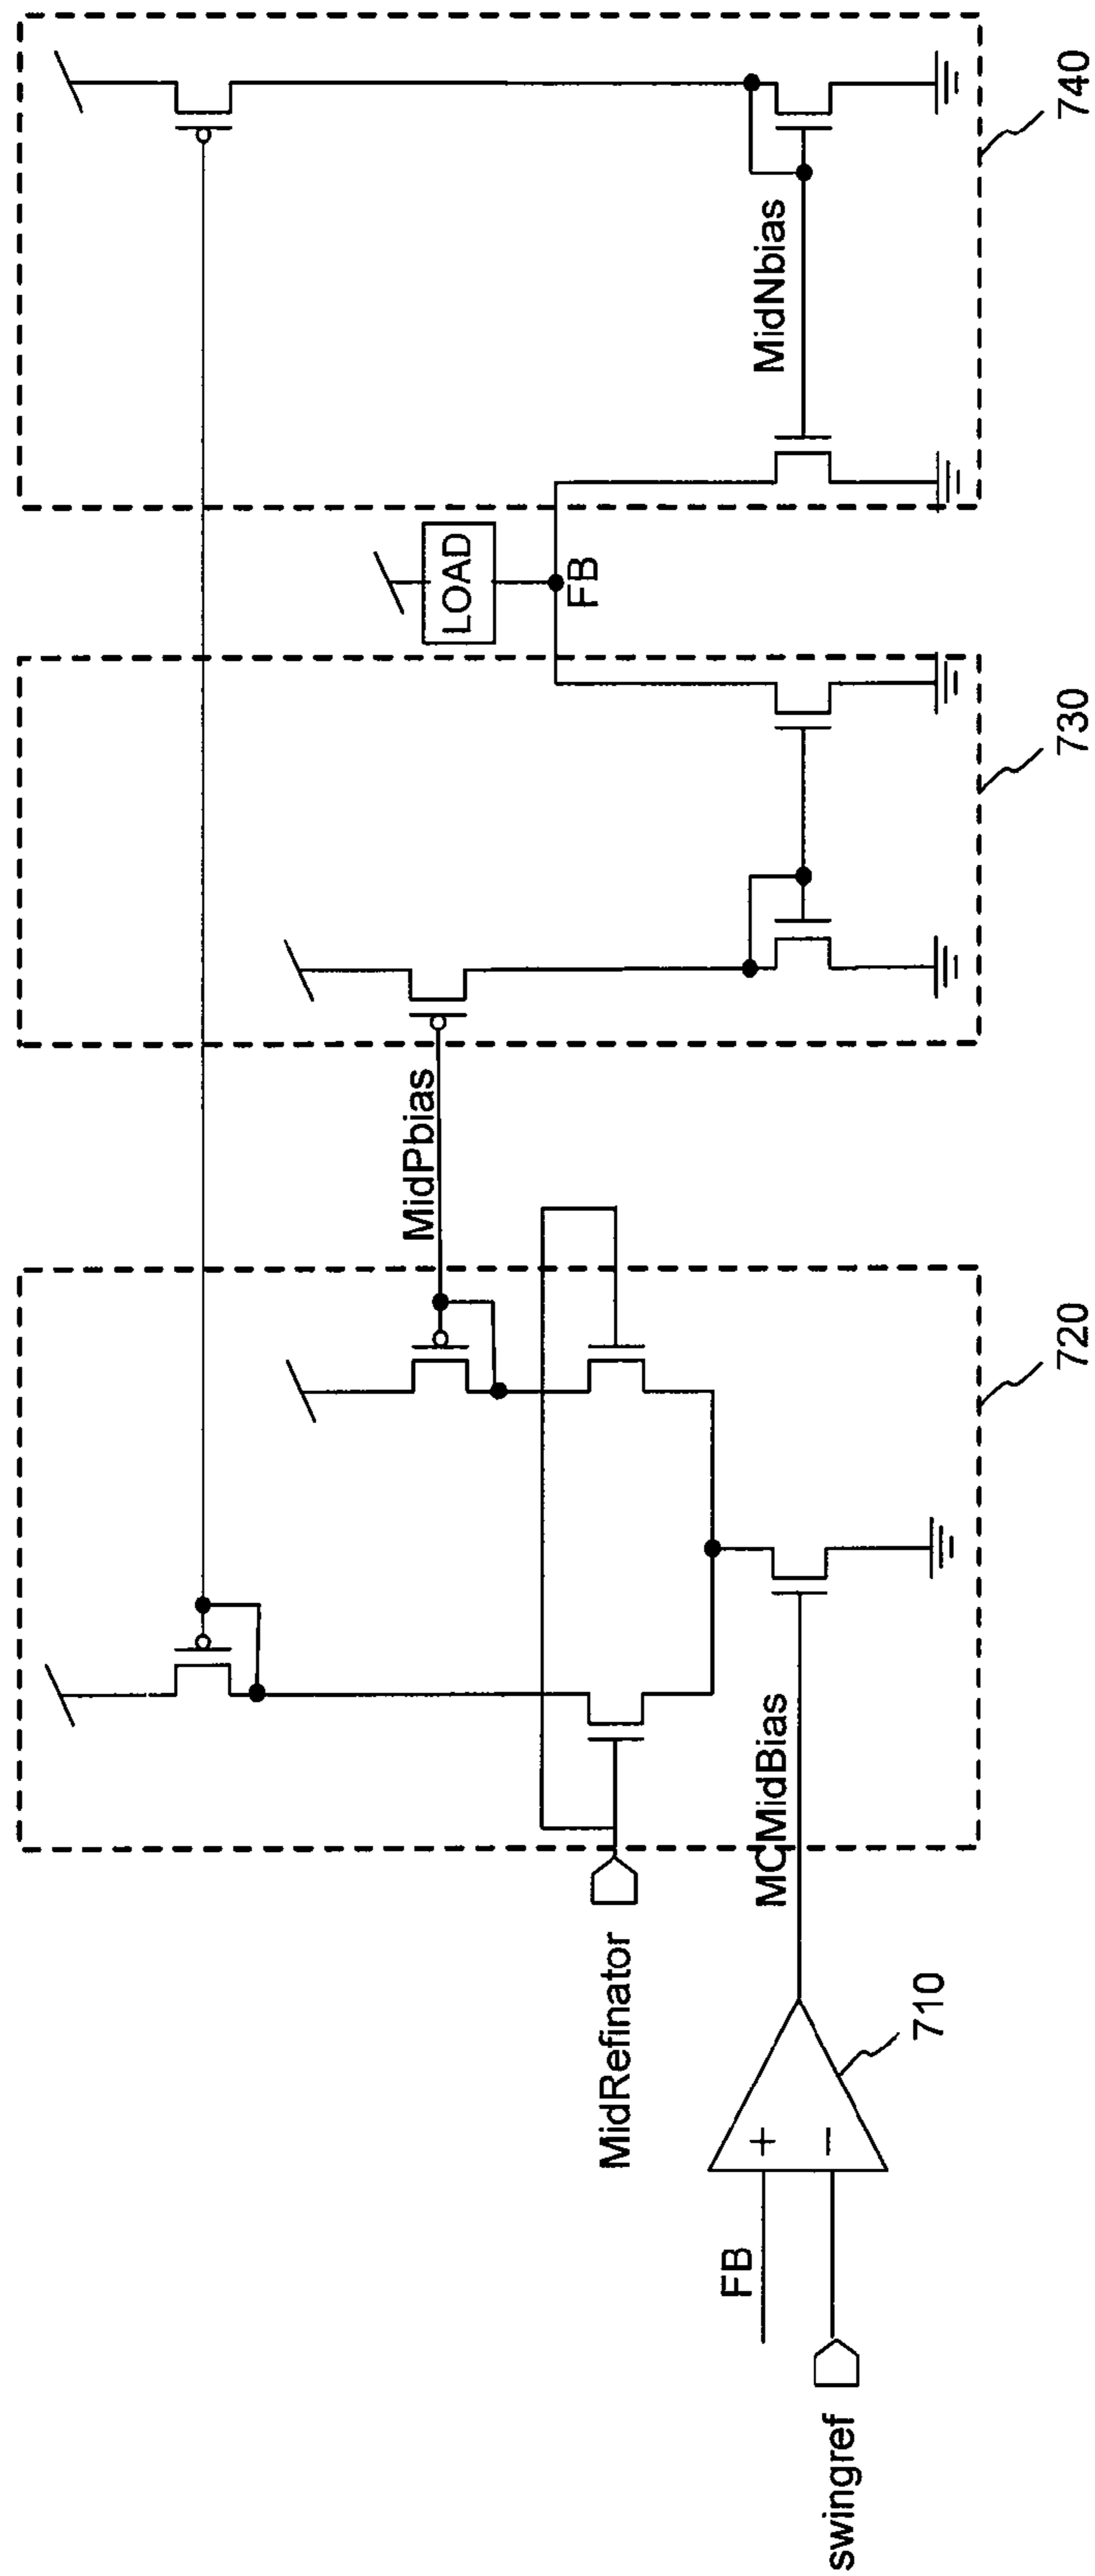 swingref
FB
+
−
710
MidRefinator
MCMidBias
720
MidPbias
730
LOAD
FB
MidNbias
740